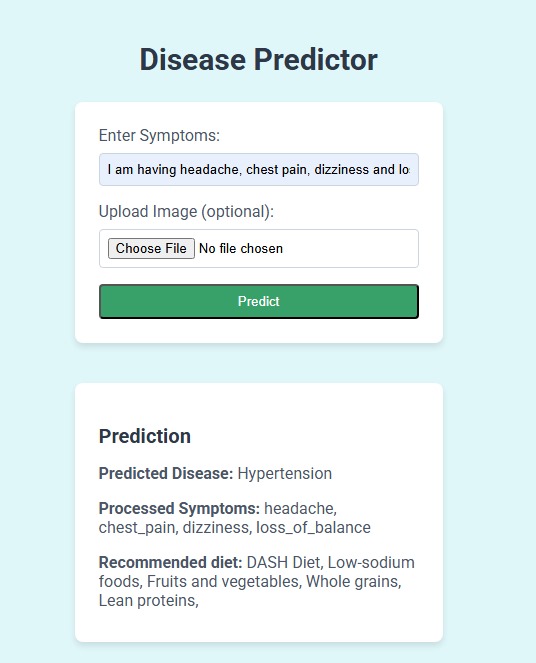 Disease Predictor
Enter Symptoms:
I am having headache, chest pain, dizziness and lo
Upload Image (optional):
Choose File No file chosen
Predict
Prediction
Predicted Disease: Hypertension
Processed Symptoms: headache,
chest_pain, dizziness, loss_of_balance
Recommended diet: DASH Diet, Low-sodium
foods, Fruits and vegetables, Whole grains,
Lean proteins,